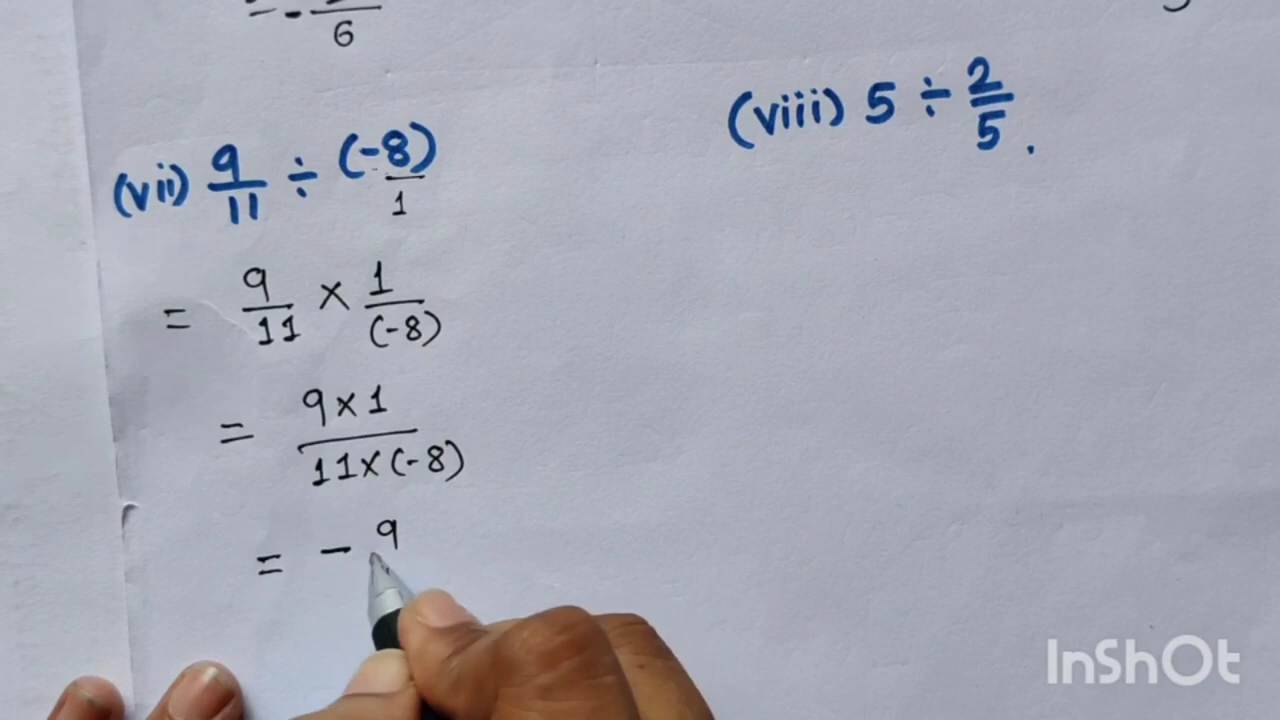 = - 6
(vii) 9/11 ÷ (-8)/1
= 9/11 × 1/(-8)
= 9×1/11×(-8)
= - 9
(viii) 5 ÷ 2/5 .
InShOt